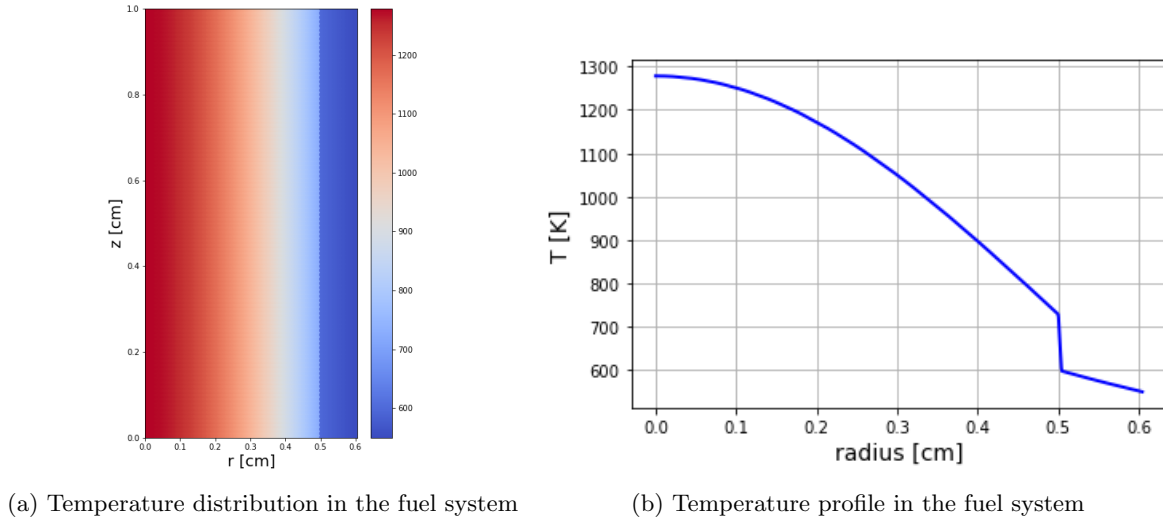 1.0
0.8
0.6
0.4
0.2
0.0
z [cm]
0.0 0.1 0.2 0.3 0.4 0.5 0.6
r [cm]
1200
1100
1000
900
800
700
600
1300
1200
1100
1000
900
800
700
600
T [K]
0.0 0.1 0.2 0.3 0.4 0.5 0.6
radius [cm]
(a) Temperature distribution in the fuel system
(b) Temperature profile in the fuel system